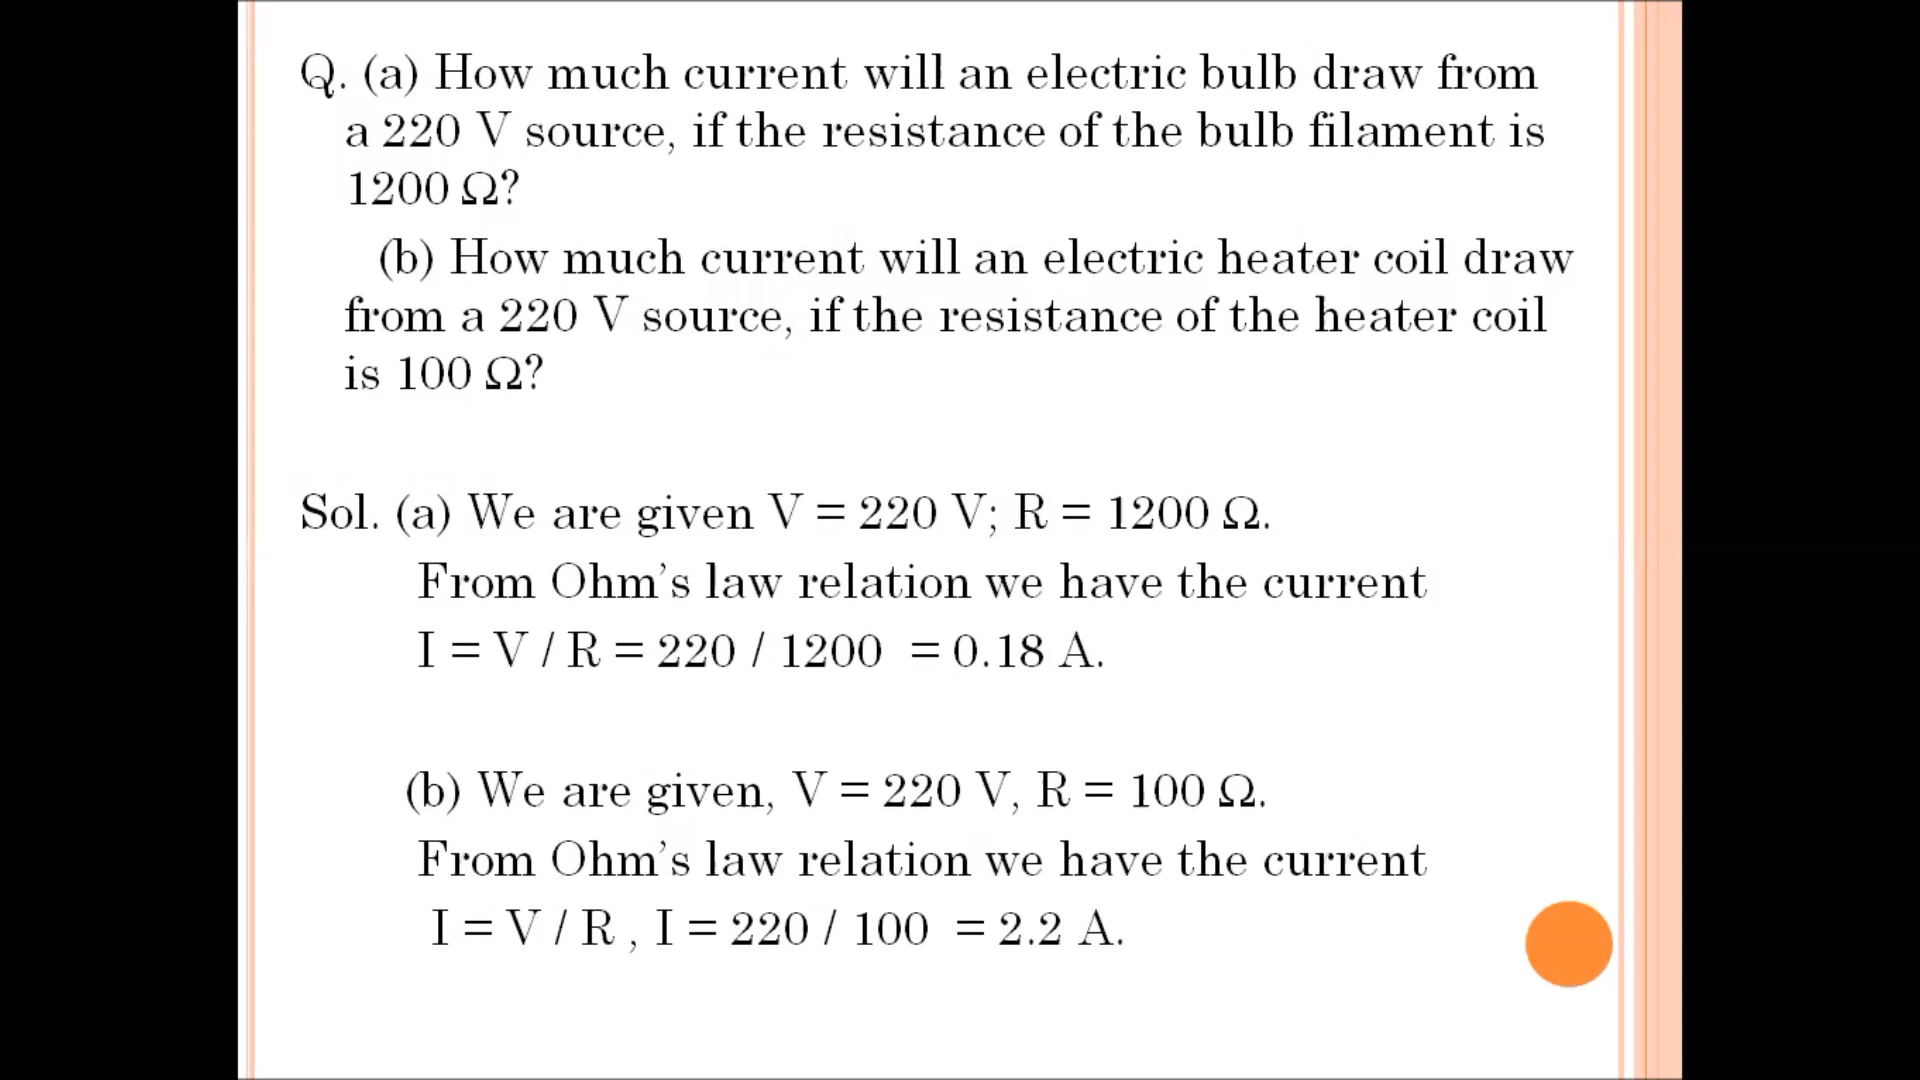 Q. (a) How much current will an electric bulb draw from
a 220 V source, if the resistance of the bulb filament is
1200 Ω?
(b) How much current will an electric heater coil draw
from a 220 V source, if the resistance of the heater coil
is 100 Ω?
Sol. (a) We are given V = 220 V; R = 1200 Ω.
From Ohm’s law relation we have the current
I = V / R = 220 / 1200 = 0.18 A.
(b) We are given, V = 220 V, R = 100 Ω.
From Ohm’s law relation we have the current
I = V / R , I = 220 / 100 = 2.2 A.